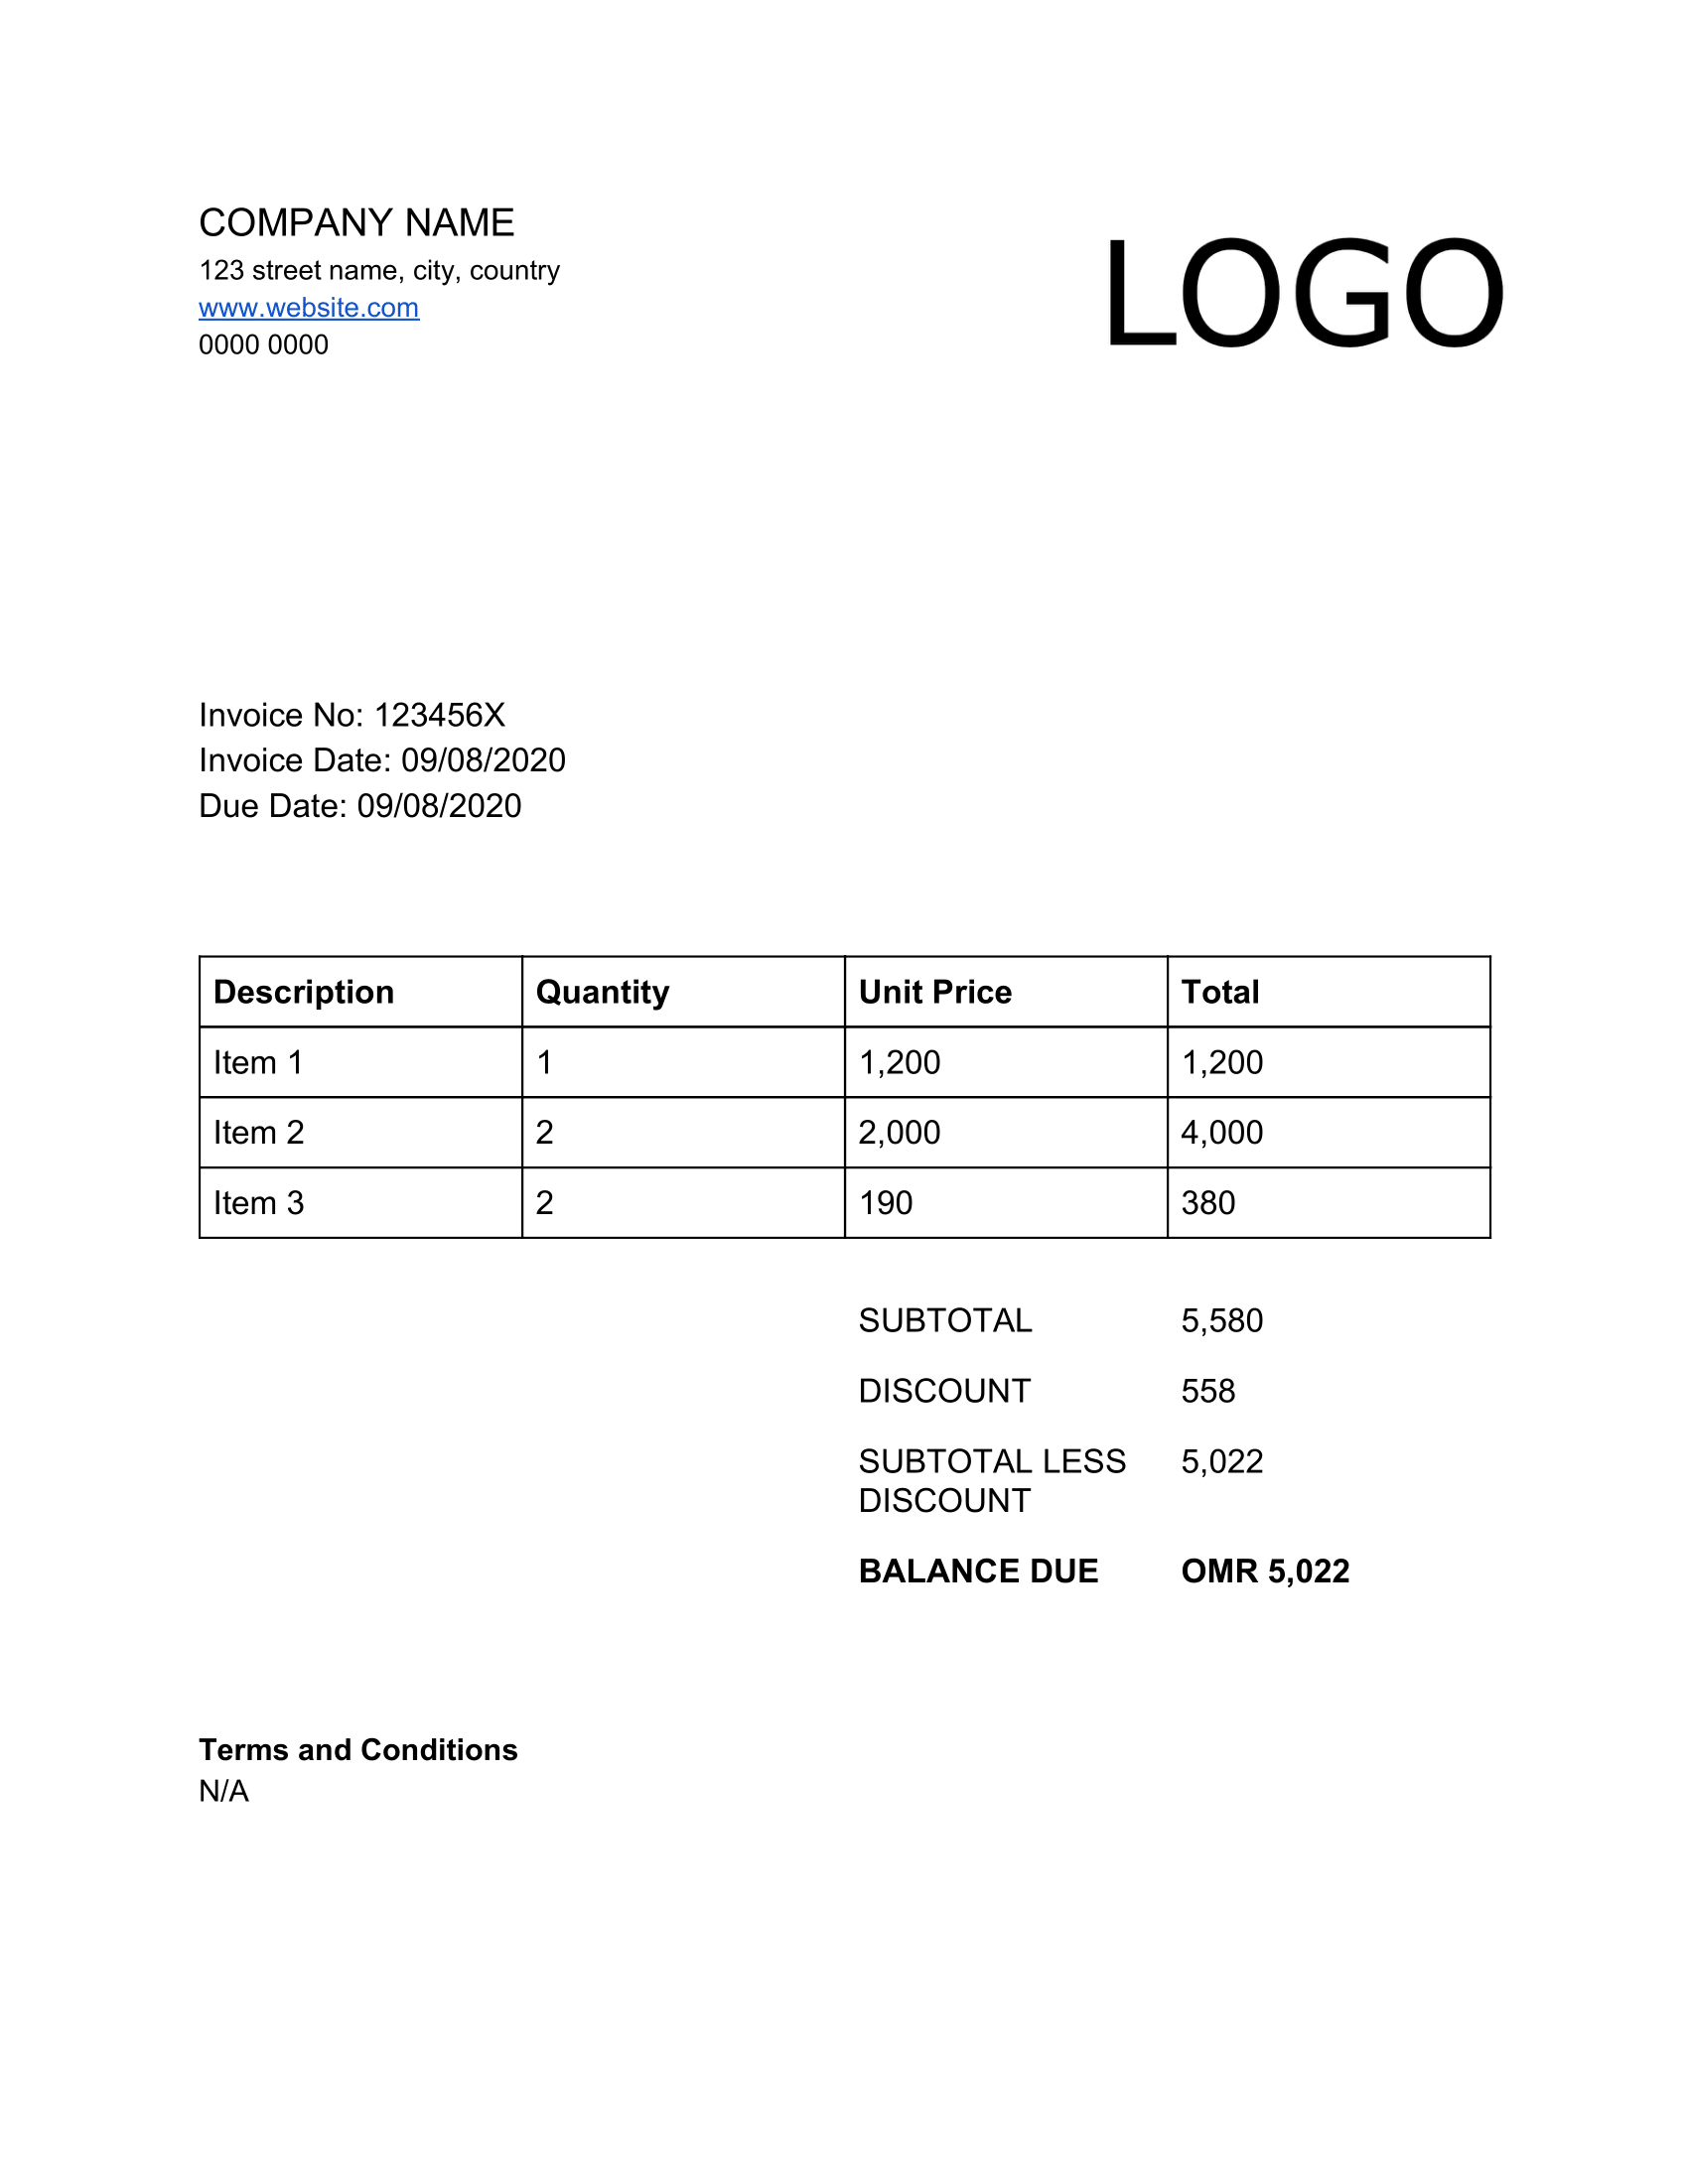 COMPANY NAME
123 street name, city, country
www.website.com
0000 0000
LOGO
Invoice No: 123456X
Invoice Date: 09/08/2020
Due Date: 09/08/2020
Description Quantity Unit Price Total
Item 1 1 1,200 1,200
Item 2 2 2,000 4,000
Item 3 2 190 380
SUBTOTAL 5,580
DISCOUNT 558
SUBTOTAL LESS 5,022
DISCOUNT
BALANCE DUE OMR 5,022
Terms and Conditions
N/A